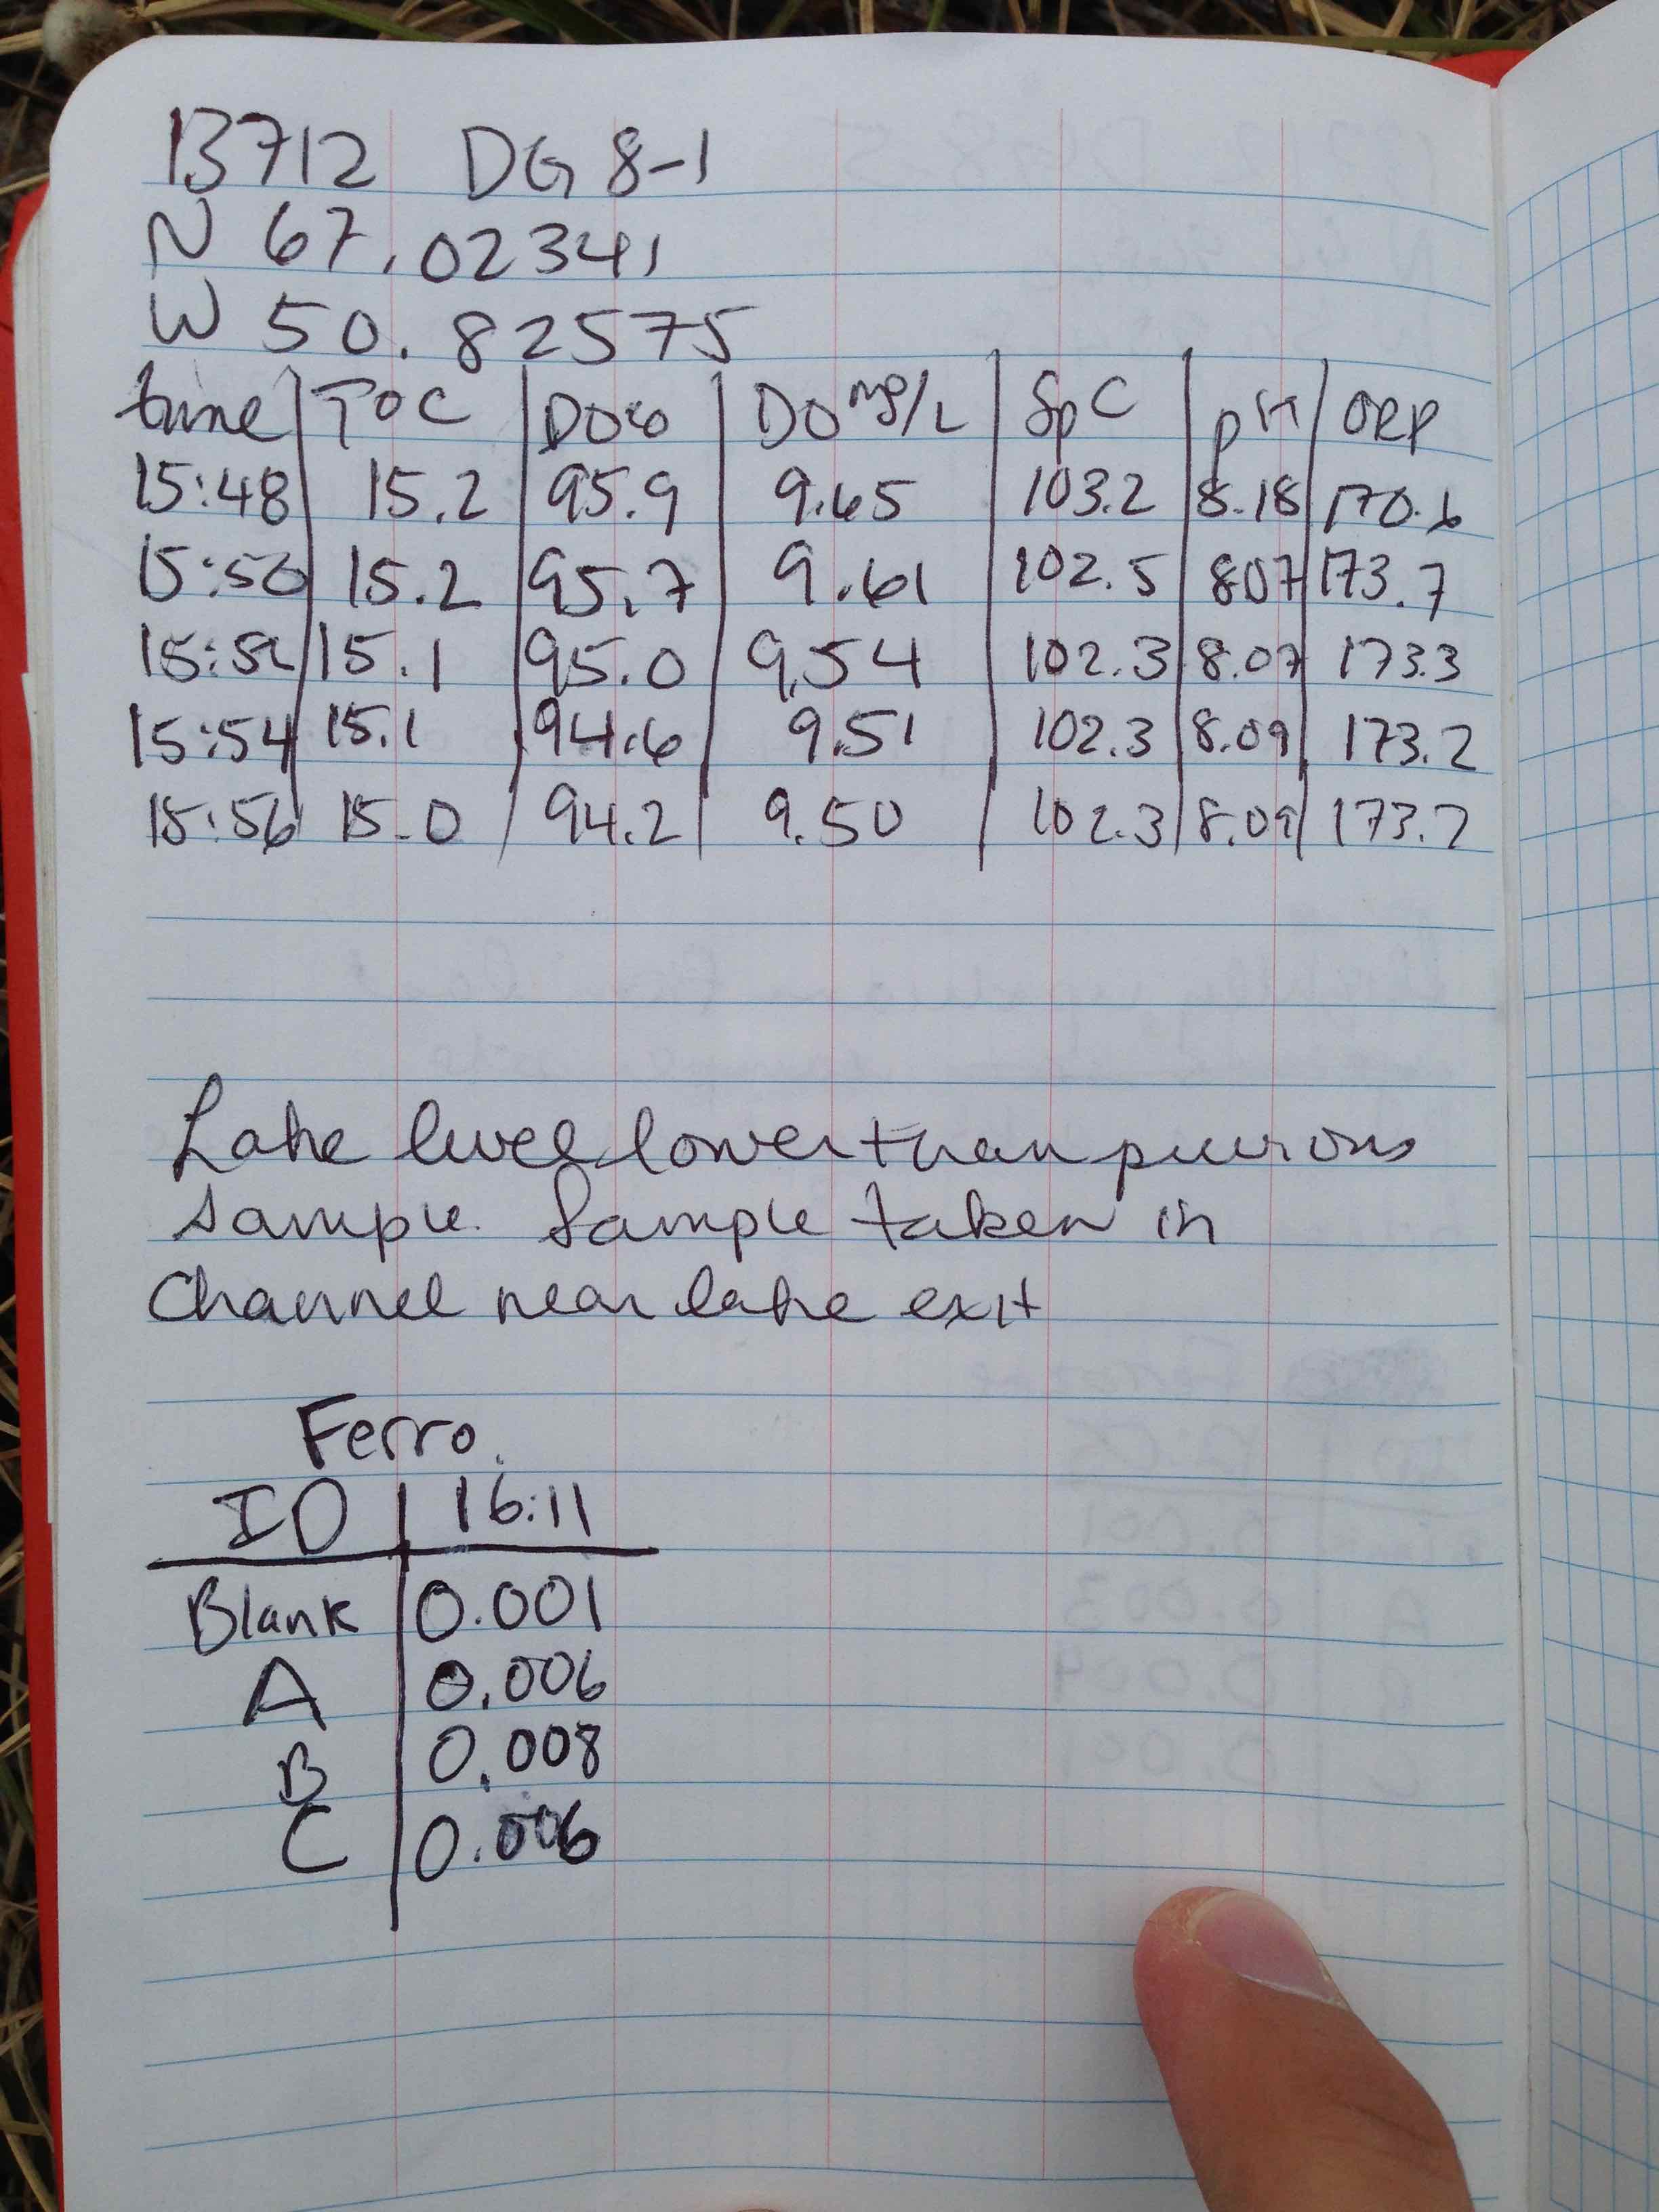 13712 DG 8-1
N 67.02341
W 50.82575
time TOC DO% DO mg/L SpC pH ORP
15:48 15.2 95.9 9.65 103.2 8.18 170.6
15:50 15.2 95.7 9.61 102.5 807 173.7
15:52 15.1 95.0 9.54 102.3 8.07 173.3
15:54 15.1 94.6 9.51 102.3 8.09 173.2
15:56 15.0 94.2 9.50 102.3 8.09 173.2
Lake level lower than previous
sample. Sample taken in
Channel near lake exit
Ferro.
ID 16:11
Blank 0.001
A 0.006
B 0.008
C 0.006